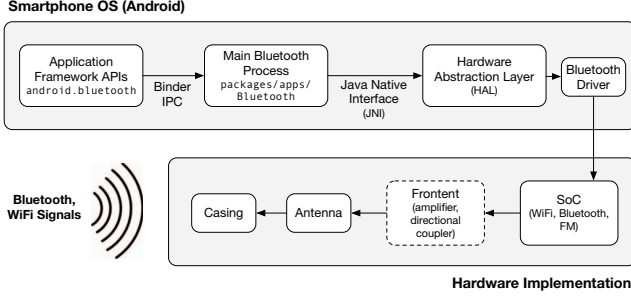 Smartphone OS (Android)
Application
Framework APIs
android.bluetooth
Binder
IPC
Main Bluetooth
Process
packages/apps/
Bluetooth
Java Native
Interface
(JNI)
Hardware
Abstraction Layer
(HAL)
Bluetooth
Driver
Bluetooth,
WiFi Signals
Casing
Antenna
Frontent
(amplifier,
directional
coupler)
SoC
(WiFi, Bluetooth,
FM)
Hardware Implementation